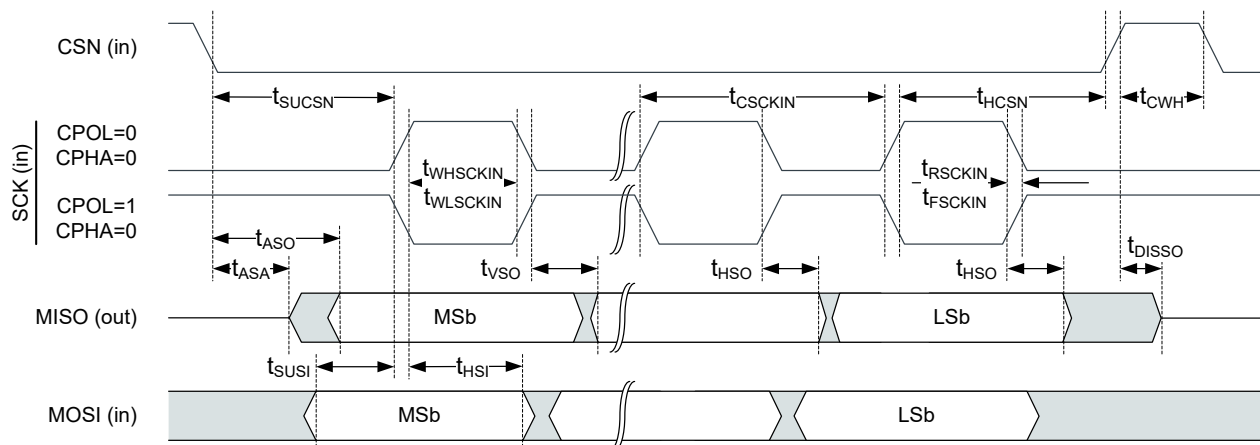 CSN (in)
tSUCSN
tCSCKIN
tHCSN
tCWH
SCK (in)
CPOL=0
CPHA=0
tWHSCKIN
tWLSCKIN
tRSCKIN
tFSCKIN
CPOL=1
CPHA=0
tASO
tASA
tVSO
tHSO
tHSO
tDISSO
MISO (out)
MSb
LSb
tSUSI
tHSI
MOSI (in)
MSb
LSb